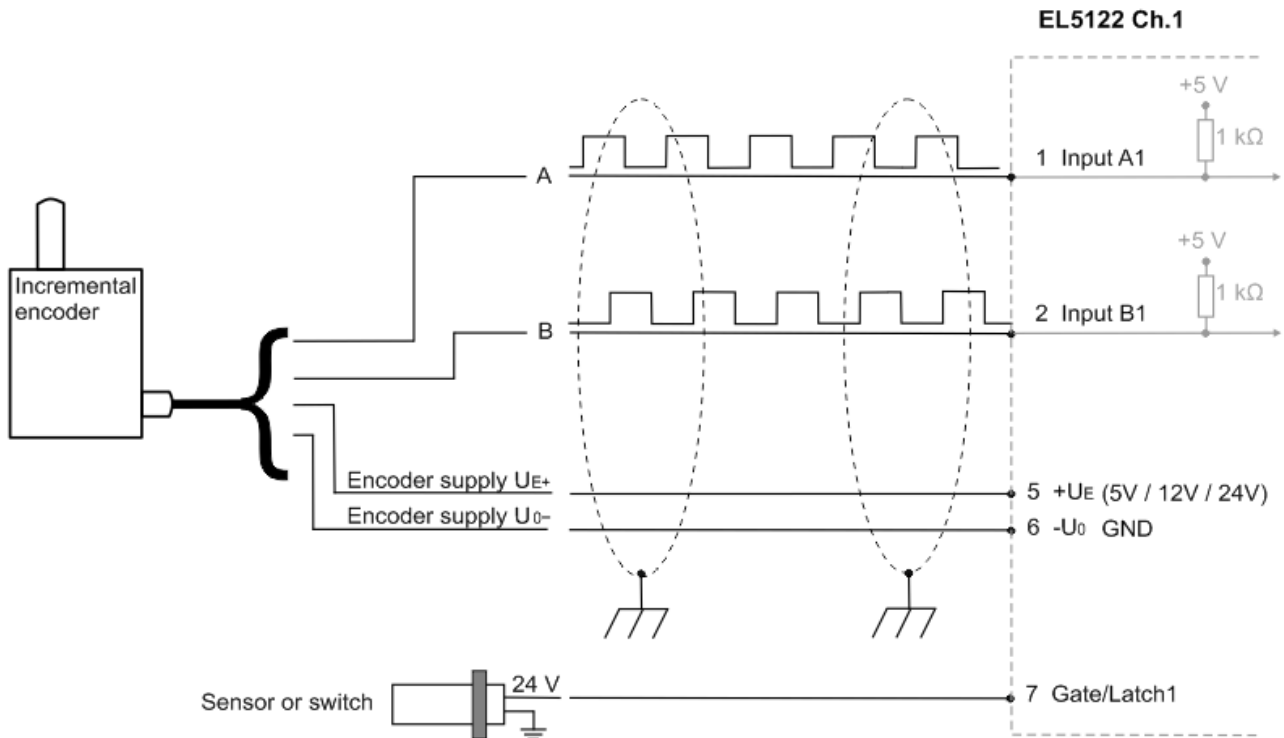 EL5122 Ch.1
+5 V
1 kΩ
A
1 Input A1
+5 V
1 kΩ
Incremental
encoder
B
2 Input B1
Encoder supply UE+
5 +UE (5V / 12V / 24V)
Encoder supply U0–
6 -U0 GND
Sensor or switch
24 V
7 Gate/Latch1